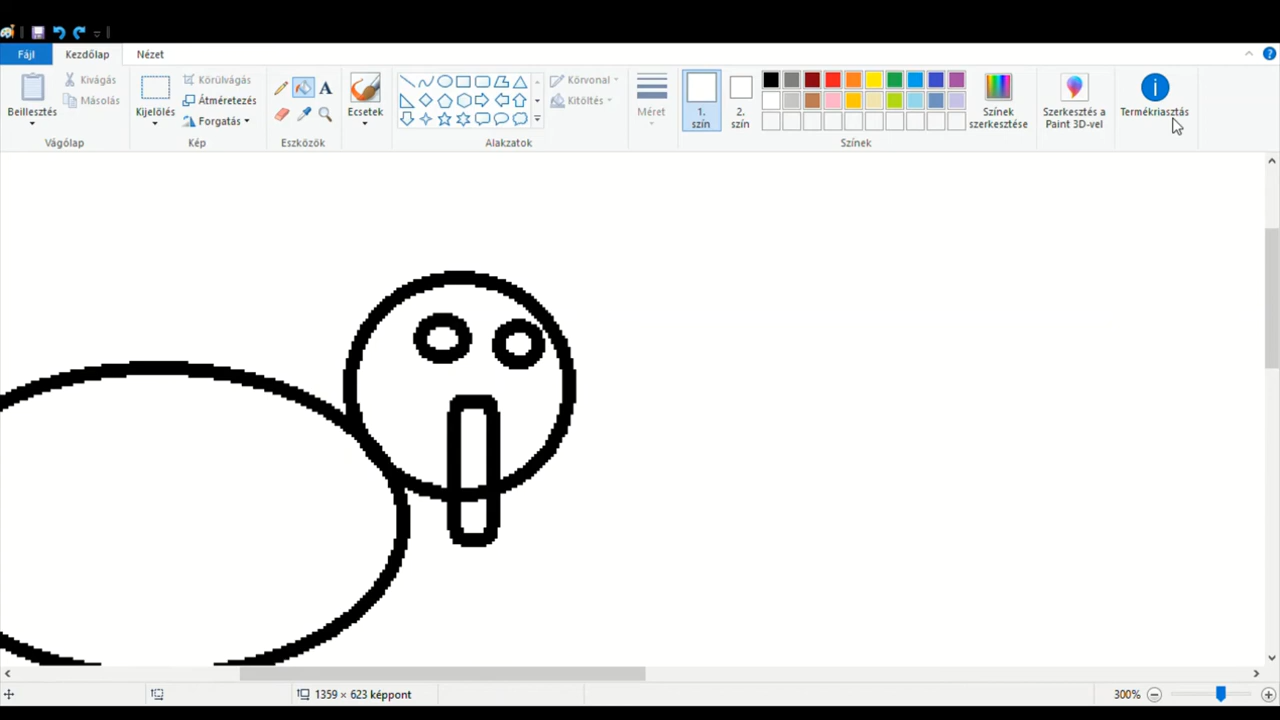 Fájl Kezdőlap Nézet
Beillesztés
Kivágás
Másolás
Vágólap
Kijelölés
Körülvágás
Átméretezés
Forgatás
Kép
A
Eszközök
Ecsetek
Körvonal
Kitöltés
Alakzatok
Méret
1.
szín
2.
szín
Színek
szerkesztése
Színek
Szerkesztés a
Paint 3D-vel
Termékriasztás
1359 × 623 képpont
300%